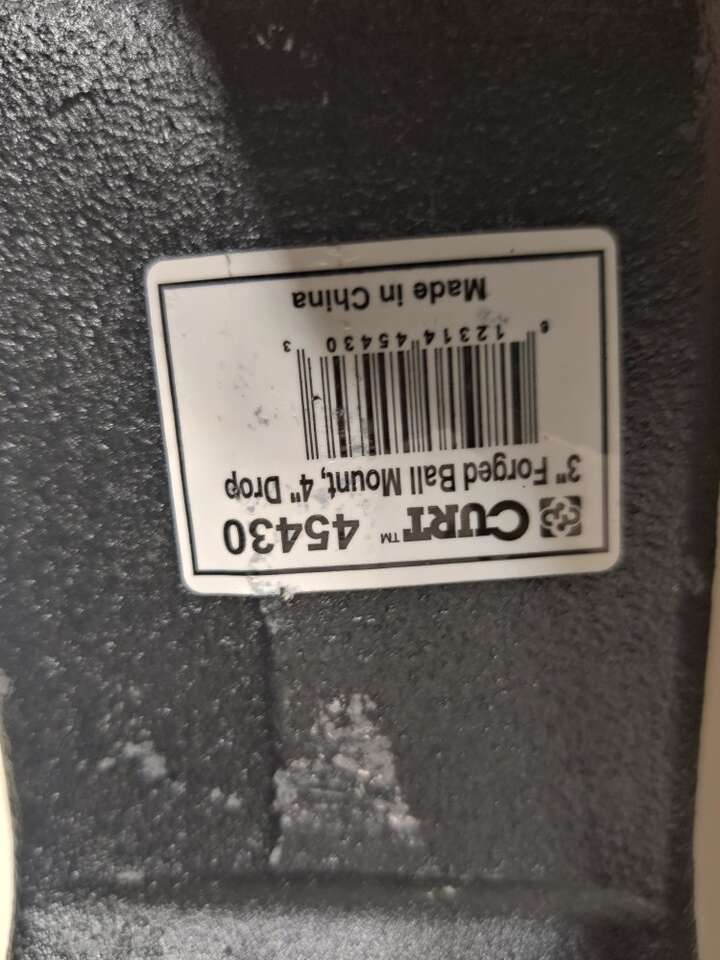 CURT™ 45430
3" Forged Ball Mount, 4" Drop
6 12314 45430 3
Made in China